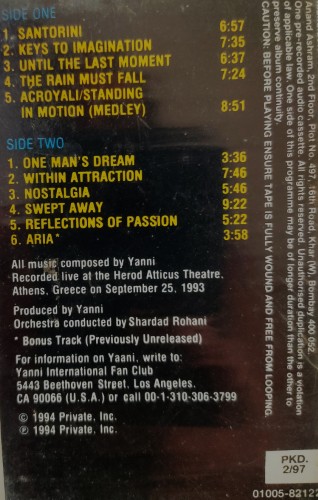 SIDE ONE
1. SANTORINI 6:57
2. KEYS TO IMAGINATION 7:35
3. UNTIL THE LAST MOMENT 6:37
4. THE RAIN MUST FALL 7:24
5. ACROYALI/STANDING
IN MOTION (MEDLEY) 8:51
SIDE TWO
1. ONE MAN'S DREAM 3:36
2. WITHIN ATTRACTION 7:46
3. NOSTALGIA 5:46
4. SWEPT AWAY 9:22
5. REFLECTIONS OF PASSION 5:22
6. ARIA* 3:58
All music composed by Yanni
Recorded live at the Herod Atticus Theatre,
Athens, Greece on September 25, 1993
Produced by Yanni
Orchestra conducted by Shardad Rohani
* Bonus Track (Previously Unreleased)
For information on Yaani, write to:
Yanni International Fan Club
5443 Beethoven Street, Los Angeles,
CA 90066 (U.S.A.) or call 00-1-310-306-3799
© 1994 Private, Inc.
℗ 1994 Private, Inc.
Anand Ashram, 2nd Floor, Plot No. 497, 16th Road, Khar (W), Bombay 400 052.
One pre-recorded audio cassette. All rights reserved. Unauthorised duplication is a violation
of applicable law. One side of this programme may be of longer duration than the other to
preserve album continuity.
CAUTION: BEFORE PLAYING ENSURE TAPE IS FULLY WOUND AND FREE FROM LOOPING.
PKD.
2/97
01005-82122